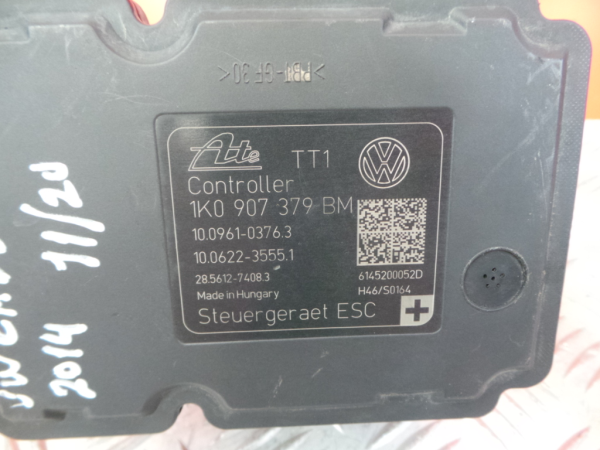 >PBT-GF30<
Ate TT1
Controller
1K0 907 379 BM
10.0961-0376.3
10.0622-3555.1
28.5612-7408.3 6145200052D
Made in Hungary H46/S0164
Steuergeraet ESC
2014 11/20